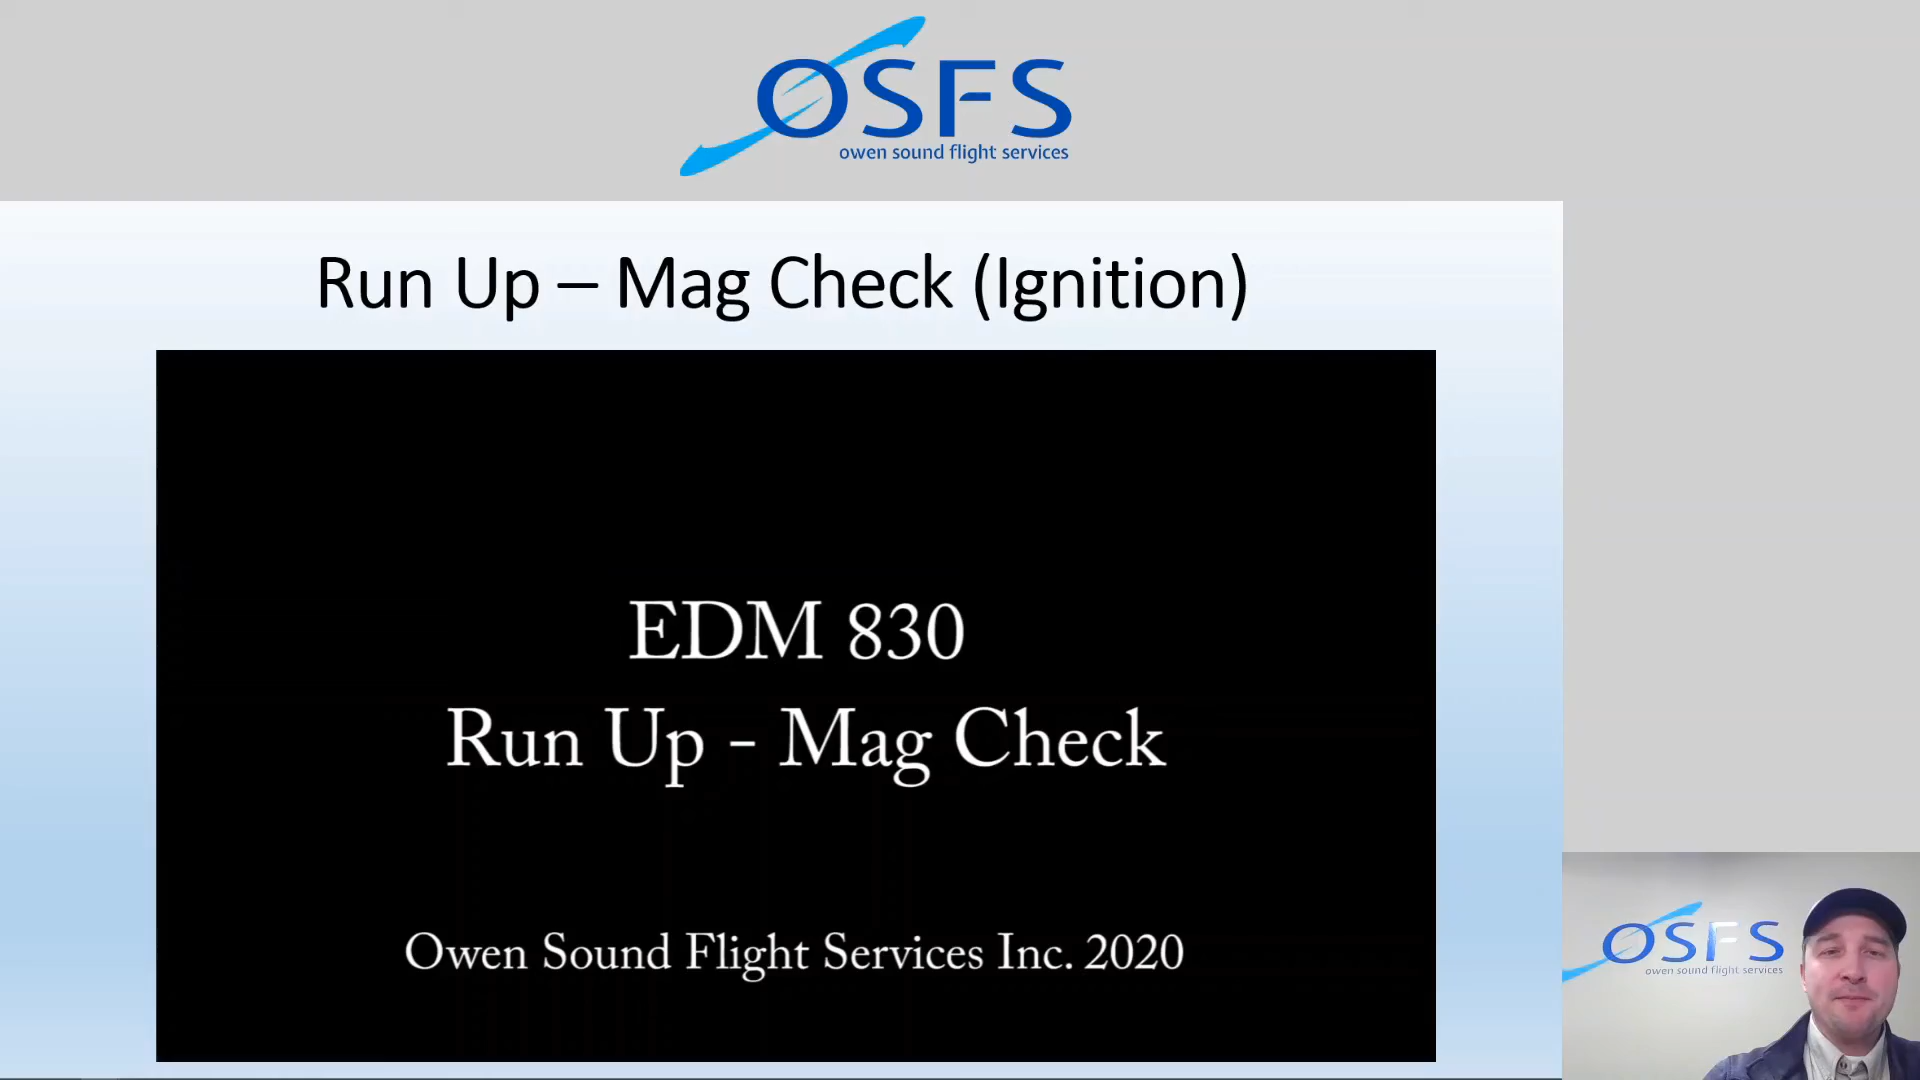 OSFS
owen sound flight services
Run Up – Mag Check (Ignition)
EDM 830
Run Up - Mag Check
Owen Sound Flight Services Inc. 2020
OSFS
owen sound flight services